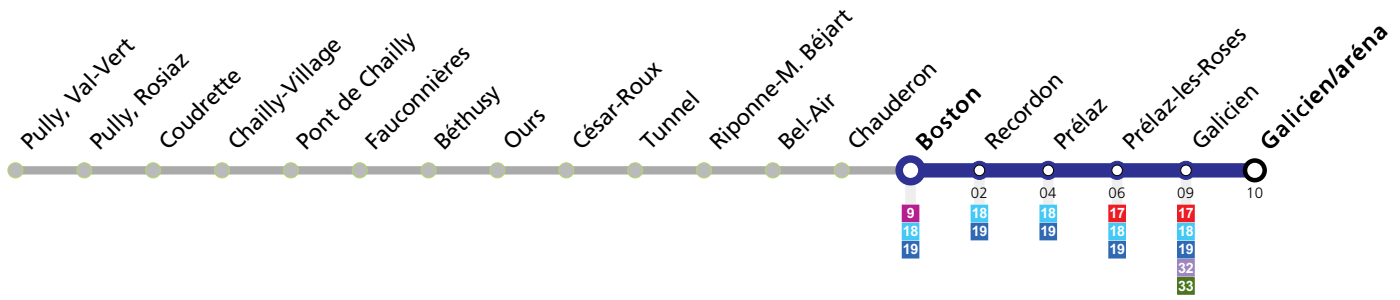 Pully, Val-Vert
Pully, Rosiaz
Coudrette
Chailly-Village
Pont de Chailly
Fauconnières
Béthusy
Ours
César-Roux
Tunnel
Riponne-M. Béjart
Bel-Air
Chauderon
Boston
Recordon
Prélaz
Prélaz-les-Roses
Galicien
Galicien/aréna
02
04
06
09
10
9
18
19
18
19
18
19
17
18
19
17
18
19
32
33